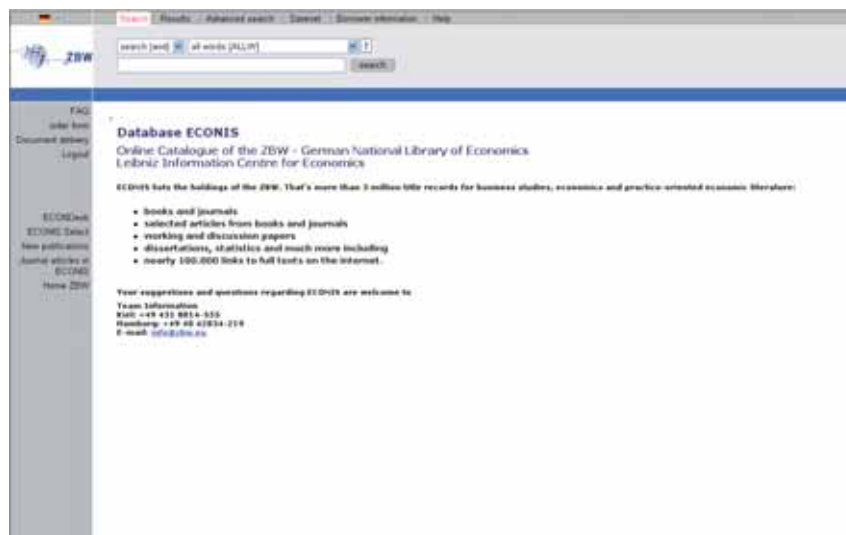 Search Results Advanced search Borrower information Help
search [and] all words [ALLW]
search
ZBW
FAQ
order form
Document delivery
Logout
ECONIS Select
New publications
Journal articles in
ECONIS
Home ZBW
Database ECONIS
Online Catalogue of the ZBW - German National Library of Economics
Leibniz Information Centre for Economics
ECONIS lists the holdings of the ZBW. That's more than 3 million title records for business studies, economics and practice-oriented economic literature:
• books and journals
• selected articles from books and journals
• working and discussion papers
• dissertations, statistics and much more including
• nearly 100.000 links to full texts on the internet.
Your suggestions and questions regarding ECONIS are welcome to
Team Information
Kiel: +49 431 8814-555
Hamburg: +49 40 42834-219
E-mail: info@zbw.eu